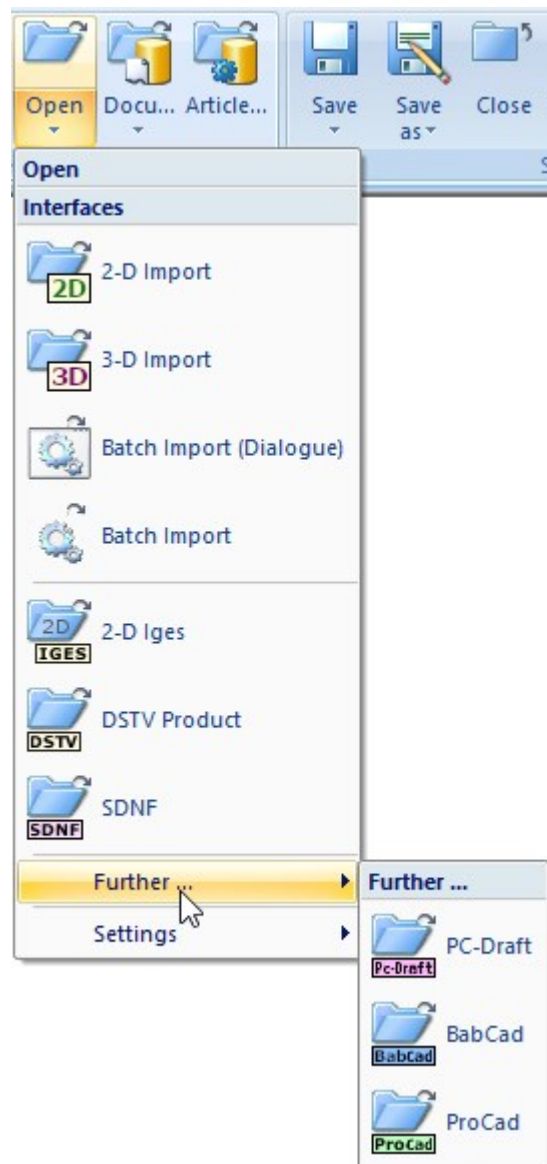 Open
Docu...
Article...
Save
Save
as
Close
Open
Interfaces
2D
2-D Import
3D
3-D Import
Batch Import (Dialogue)
Batch Import
2D
IGES
2-D Iges
DSTV
DSTV Product
SDNF
SDNF
Further ...
Settings
Further ...
Pc-Draft
PC-Draft
BabCad
BabCad
ProCad
ProCad